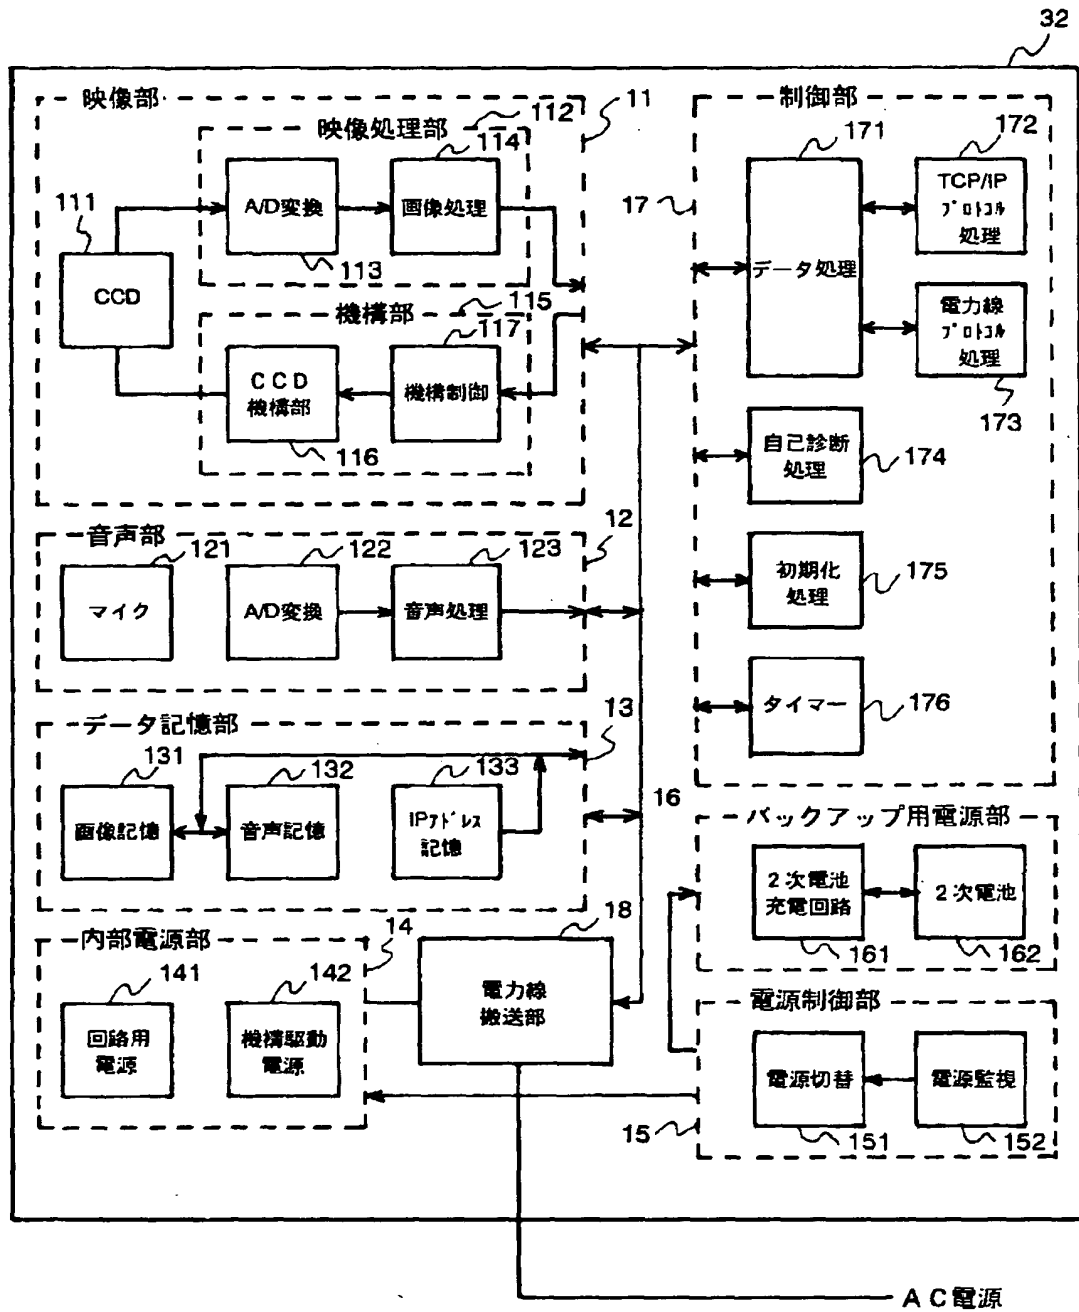 32
映像部
11
映像処理部
112
114
A/D変換
画像処理
111
CCD
113
機構部
115
117
CCD
機構部
機構制御
116
制御部
171
172
17
データ処理
TCP/IP
プロトコル
処理
電力線
プロトコル
処理
173
自己診断
処理
174
初期化
処理
175
タイマー
176
音声部
12
121
122
123
マイク
A/D変換
音声処理
データ記憶部
13
131
132
133
画像記憶
音声記憶
IPアドレス
記憶
16
バックアップ用電源部
2次電池
充電回路
2次電池
161
162
内部電源部
14
141
142
回路用
電源
機構駆動
電源
18
電力線
搬送部
電源制御部
電源切替
電源監視
15
151
152
AC電源